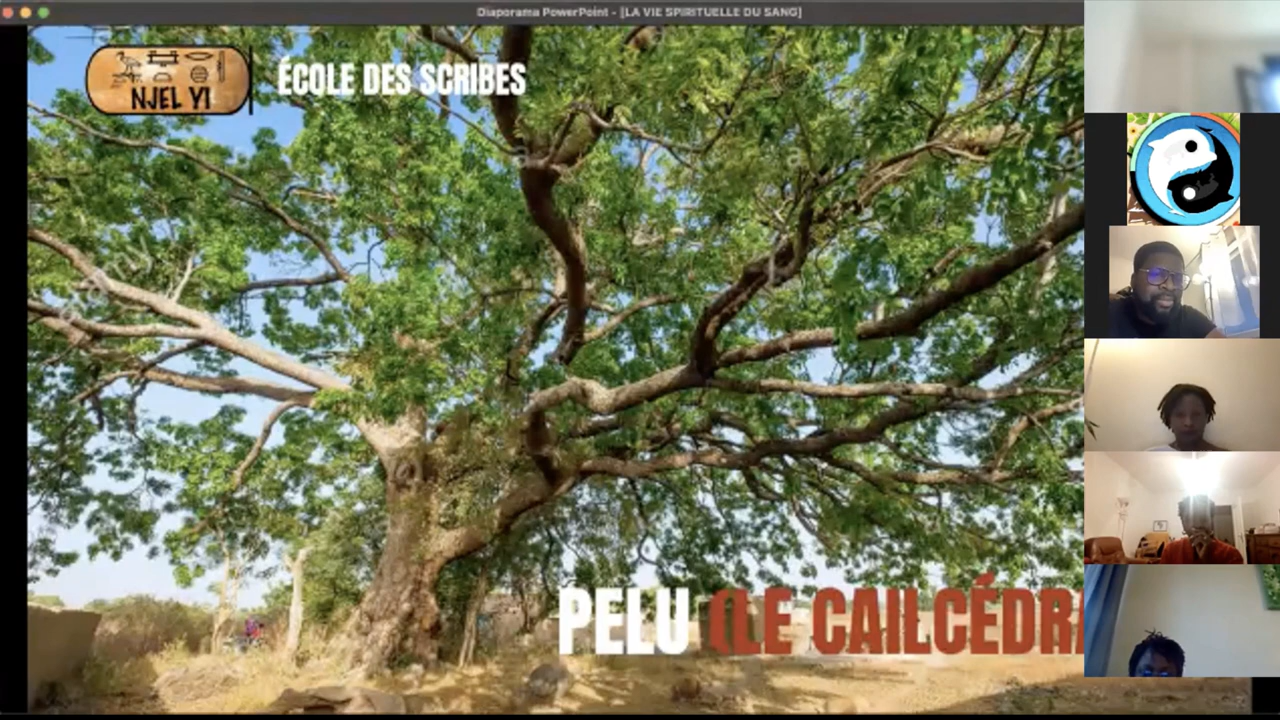 Diaporama PowerPoint - [LA VIE SPIRITUELLE DU SANG]
NJEL YI
ÉCOLE DES SCRIBES
PELU (LE CAILCÉDR